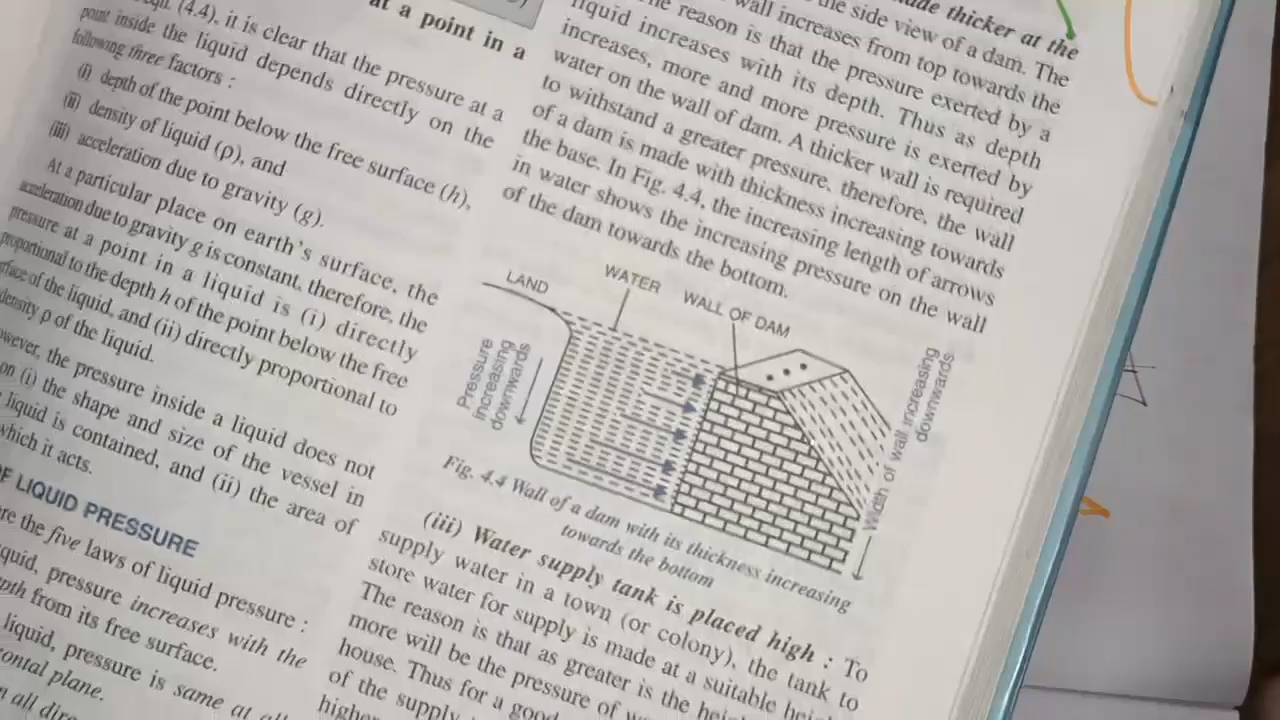 at a point in a
(4.4), it is clear that the pressure at a
point inside the liquid depends directly on the
following three factors :
(i) depth of the point below the free surface (h),
(ii) density of liquid (ρ), and
(iii) acceleration due to gravity (g).
At a particular place on earth's surface, the
acceleration due to gravity g is constant, therefore, the
pressure at a point in a liquid is (i) directly
proportional to the depth h of the point below the free
of the liquid, and (ii) directly proportional to
density ρ of the liquid.
the pressure inside a liquid does not
on (i) the shape and size of the vessel in
liquid is contained, and (ii) the area of
which it acts.
LIQUID PRESSURE
the five laws of liquid pressure :
pressure increases with the
from its free surface.
liquid, pressure is same at all
plane.
all
thicker at the
the side view of a dam. The
wall increases from top towards the
reason is that the pressure exerted by a
liquid increases with its depth. Thus as depth
increases, more and more pressure is exerted by
water on the wall of dam. A thicker wall is required
to withstand a greater pressure, therefore, the wall
of a dam is made with thickness increasing towards
the base. In Fig. 4.4, the increasing length of arrows
in water shows the increasing pressure on the wall
of the dam towards the bottom.
LAND
WATER
WALL OF DAM
Pressure
increasing
downwards
Width of wall increasing
downwards
Fig. 4.4 Wall of a dam with its thickness increasing
towards the bottom
(iii) Water supply tank is placed high : To
supply water in a town (or colony), the tank to
store water for supply is made at a suitable
The reason is that as greater is the
more will be the pressure of
house. Thus for a good
of the supply